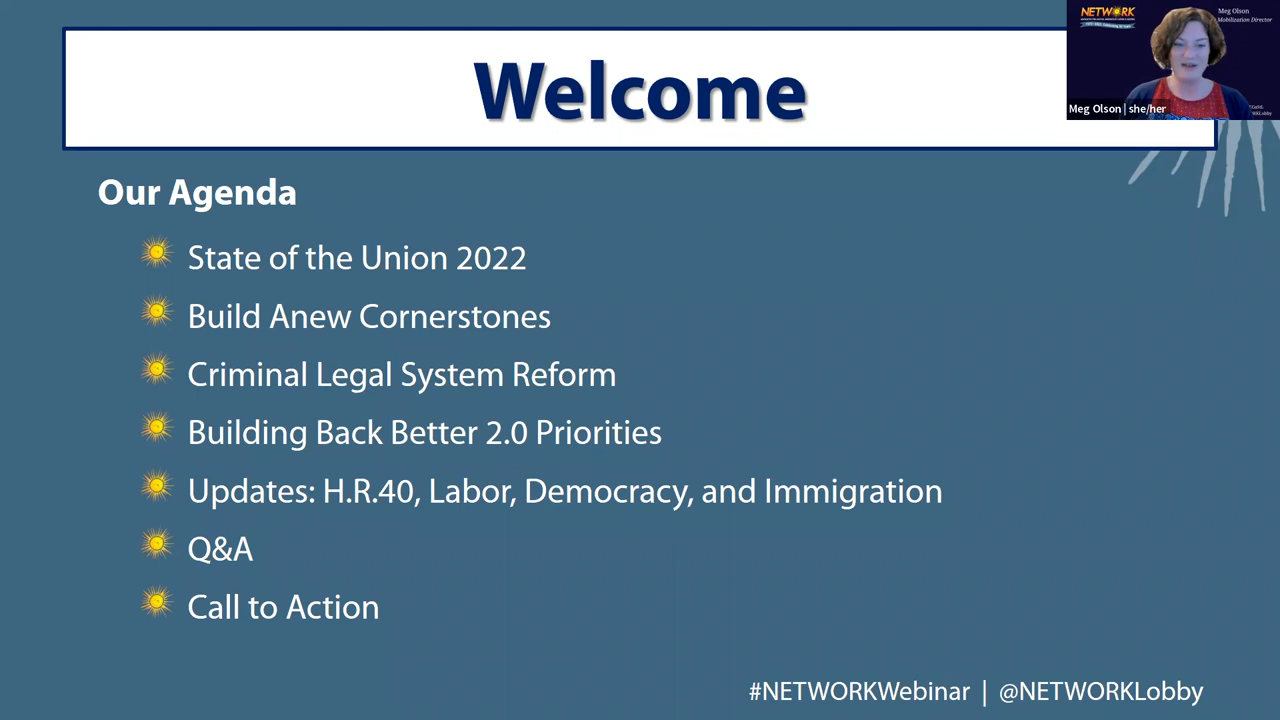 Welcome
NETWORK
Meg Olson
Mobilization Director
Meg Olson | she/her
Our Agenda
State of the Union 2022
Build Anew Cornerstones
Criminal Legal System Reform
Building Back Better 2.0 Priorities
Updates: H.R.40, Labor, Democracy, and Immigration
Q&A
Call to Action
#NETWORKWebinar | @NETWORKLobby